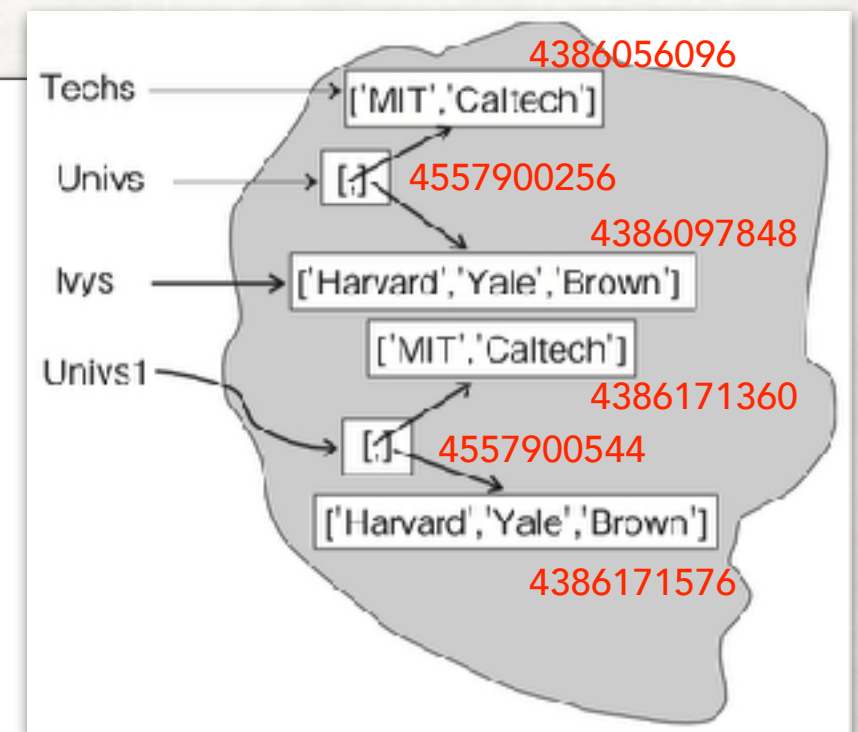 4386056096
Techs ['MIT','Caltech']
Univs [,] 4557900256
4386097848
Ivys ['Harvard','Yale','Brown']
['MIT','Caltech']
Univs1
4386171360
[,] 4557900544
['Harvard','Yale','Brown']
4386171576